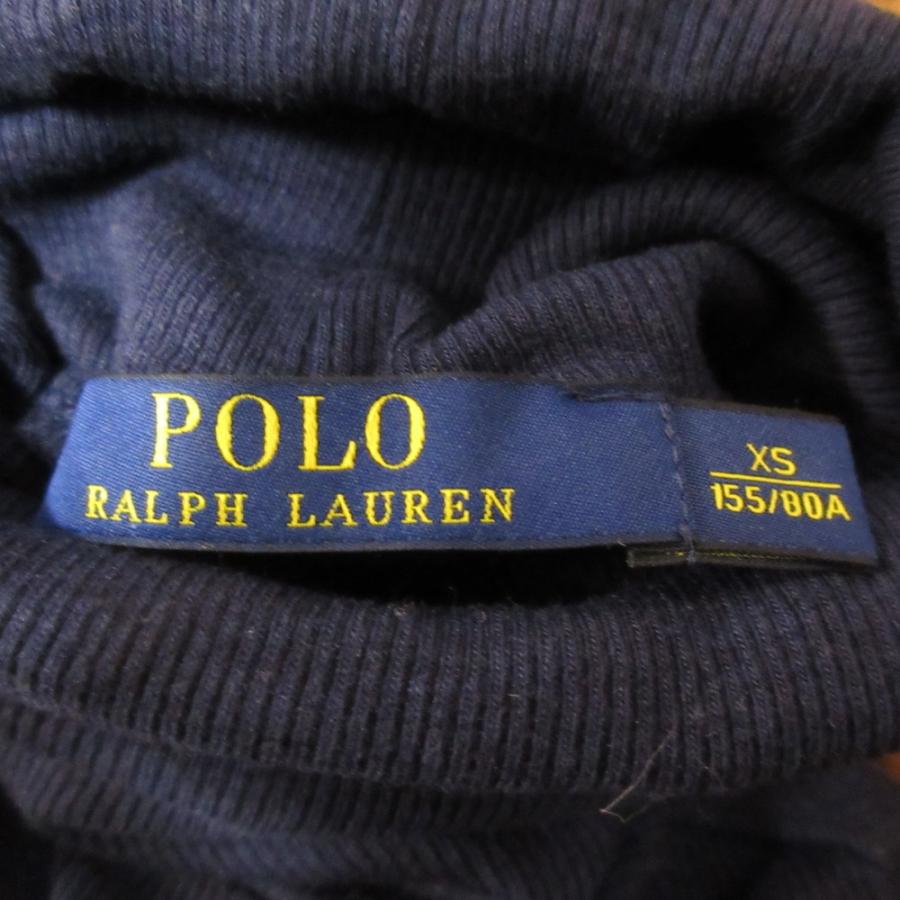 POLO
RALPH LAUREN
XS
155/80A